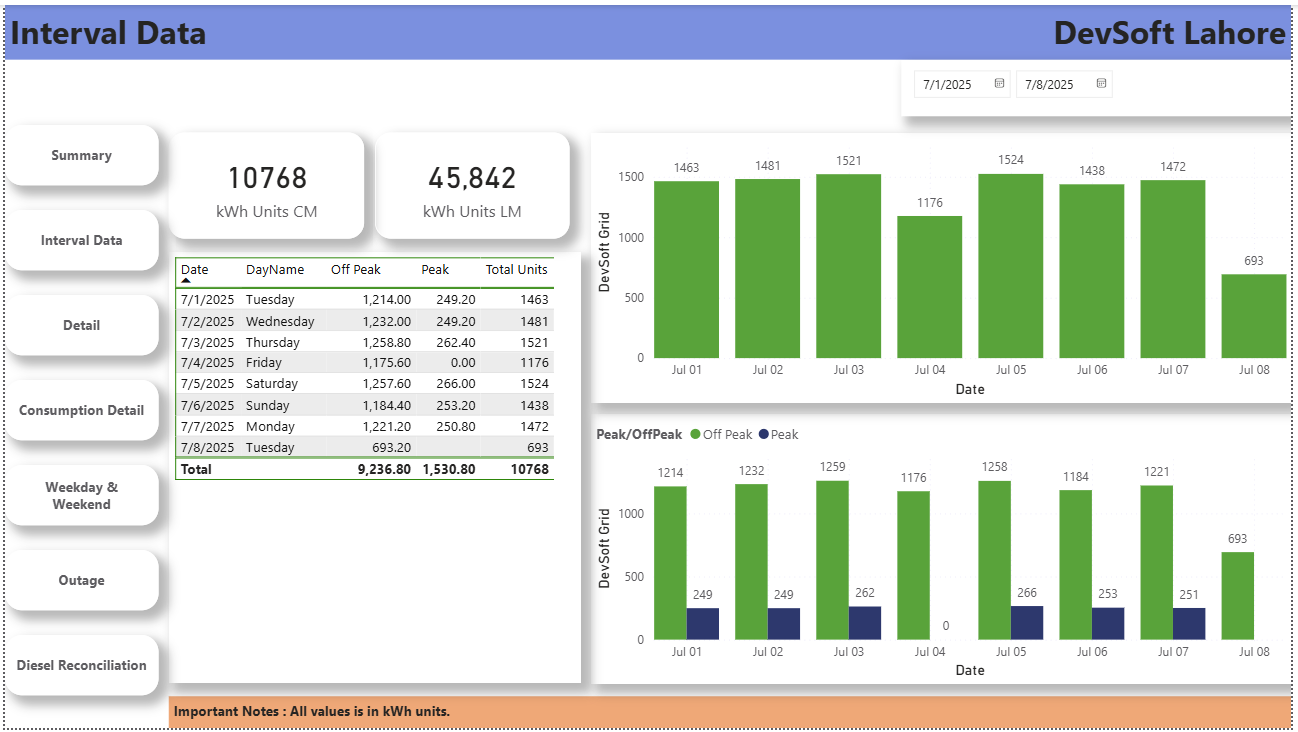 Interval Data
DevSoft Lahore
7/1/2025 7/8/2025
Summary
Interval Data
Detail
Consumption Detail
Weekday &
Weekend
Outage
Diesel Reconciliation
10768
kWh Units CM
45,842
kWh Units LM
Date DayName Off Peak Peak Total Units
7/1/2025 Tuesday 1,214.00 249.20 1463
7/2/2025 Wednesday 1,232.00 249.20 1481
7/3/2025 Thursday 1,258.80 262.40 1521
7/4/2025 Friday 1,175.60 0.00 1176
7/5/2025 Saturday 1,257.60 266.00 1524
7/6/2025 Sunday 1,184.40 253.20 1438
7/7/2025 Monday 1,221.20 250.80 1472
7/8/2025 Tuesday 693.20 693
Total 9,236.80 1,530.80 10768
DevSoft Grid
1500
1000
500
0
1463 1481 1521 1176 1524 1438 1472 693
Jul 01 Jul 02 Jul 03 Jul 04 Jul 05 Jul 06 Jul 07 Jul 08
Date
Peak/OffPeak Off Peak Peak
DevSoft Grid
1000
500
0
1214 1232 1259 1176 1258 1184 1221 693
249 249 262 0 266 253 251
Jul 01 Jul 02 Jul 03 Jul 04 Jul 05 Jul 06 Jul 07 Jul 08
Date
Important Notes : All values is in kWh units.